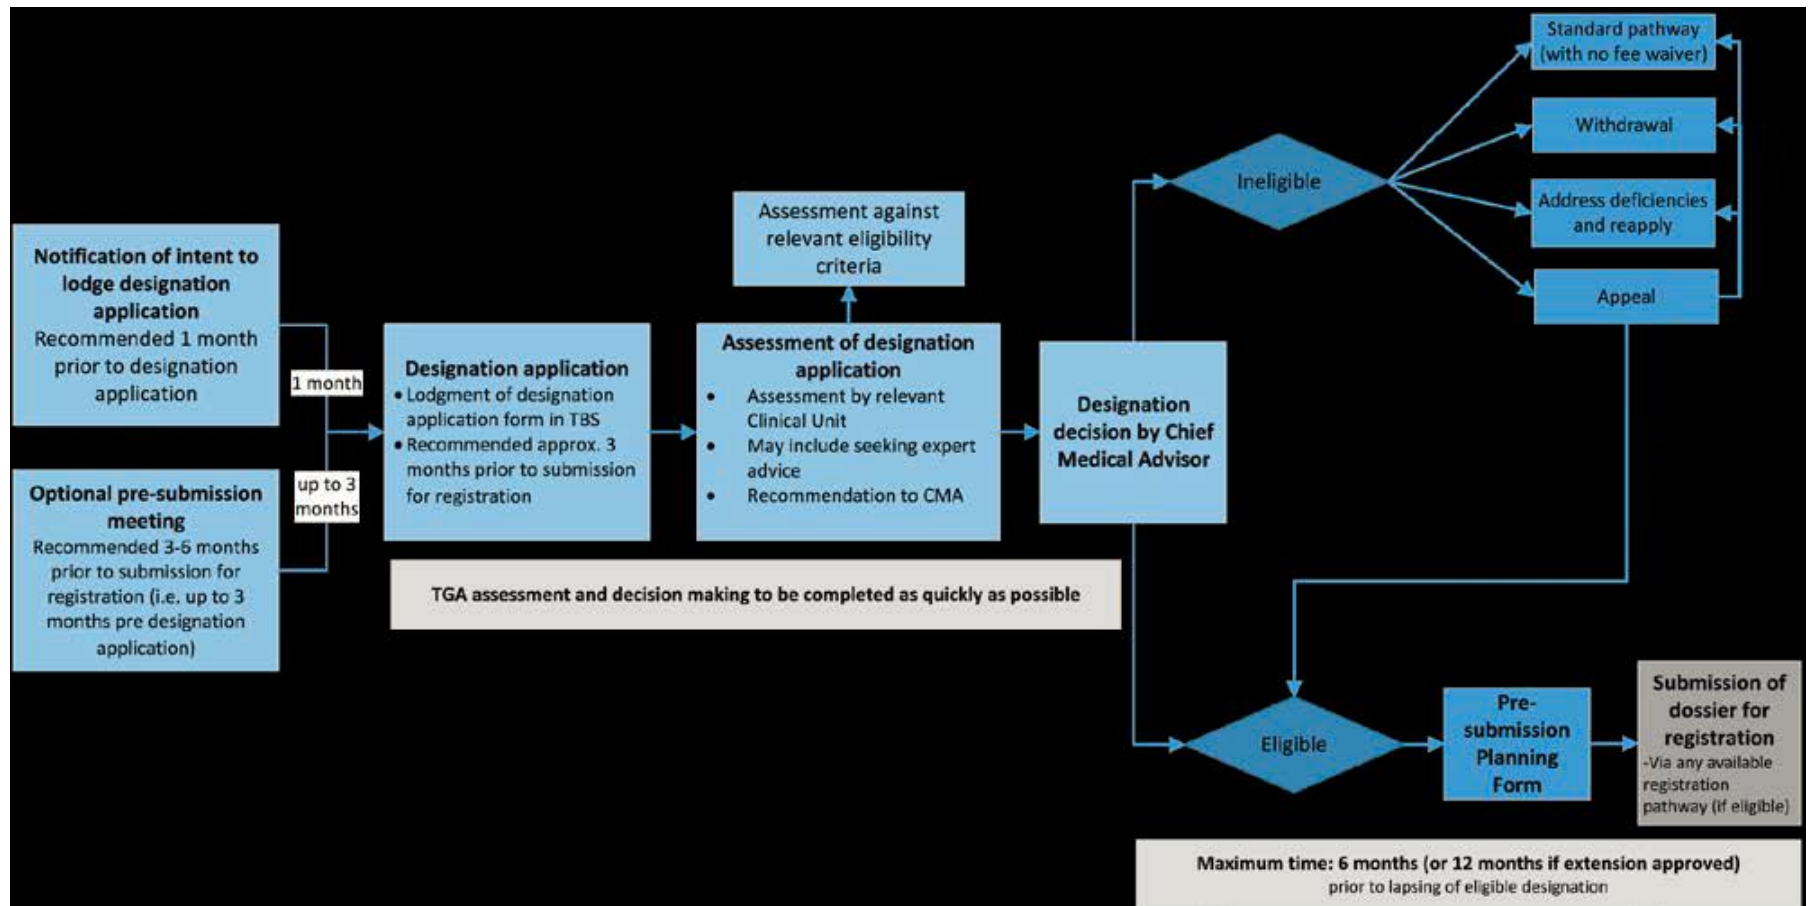 Notification of intent to
lodge designation
application
Recommended 1 month
prior to designation
application
Optional pre-submission
meeting
Recommended 3-6 months
prior to submission for
registration (i.e. up to 3
months pre designation
application)
1 month
up to 3
months
Designation application
• Lodgment of designation
application form in TBS
• Recommended approx. 3
months prior to submission
for registration
Assessment against
relevant eligibility
criteria
Assessment of designation
application
• Assessment by relevant
Clinical Unit
• May include seeking expert
advice
• Recommendation to CMA
TGA assessment and decision making to be completed as quickly as possible
Designation
decision by Chief
Medical Advisor
Ineligible
Standard pathway
(with no fee waiver)
Withdrawal
Address deficiencies
and reapply
Appeal
Eligible
Pre-
submission
Planning
Form
Submission of
dossier for
registration
-Via any available
registration
pathway (if eligible)
Maximum time: 6 months (or 12 months if extension approved)
prior to lapsing of eligible designation